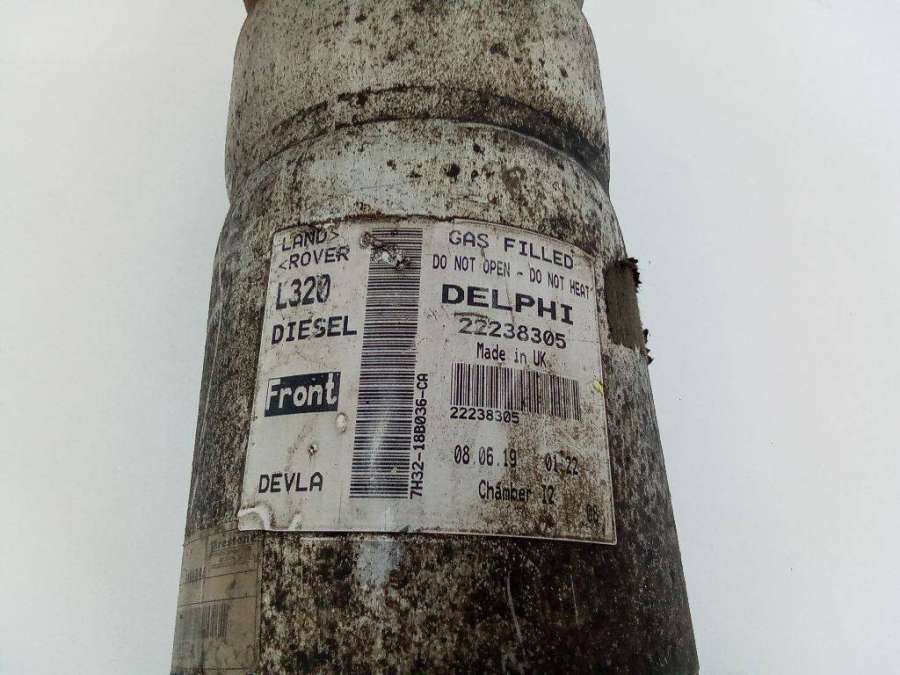 LAND>
<ROVER
L320
DIESEL
Front
DEVLA
7H32-18B036-CA
GAS FILLED
DO NOT OPEN - DO NOT HEAT
DELPHI
22238305
Made in UK
22238305
08.06.19 01.22
Chamber 12